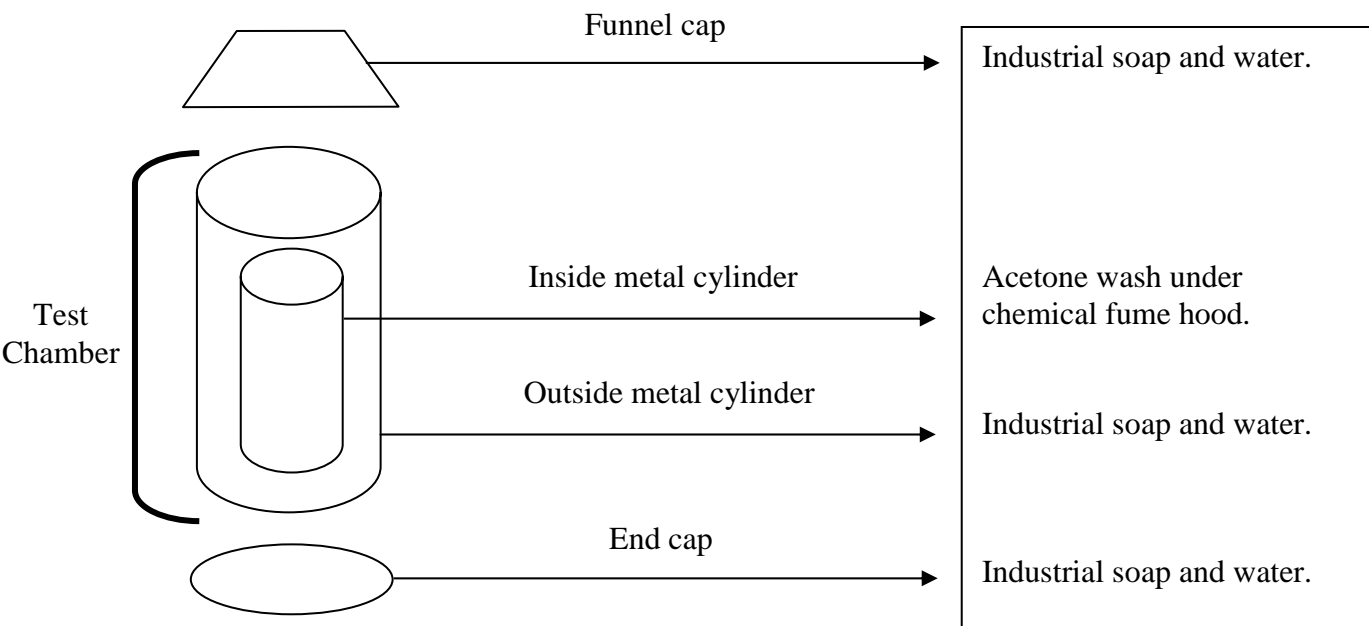 Funnel cap
Industrial soap and water.
Inside metal cylinder
Acetone wash under
chemical fume hood.
Test
Chamber
Outside metal cylinder
Industrial soap and water.
End cap
Industrial soap and water.